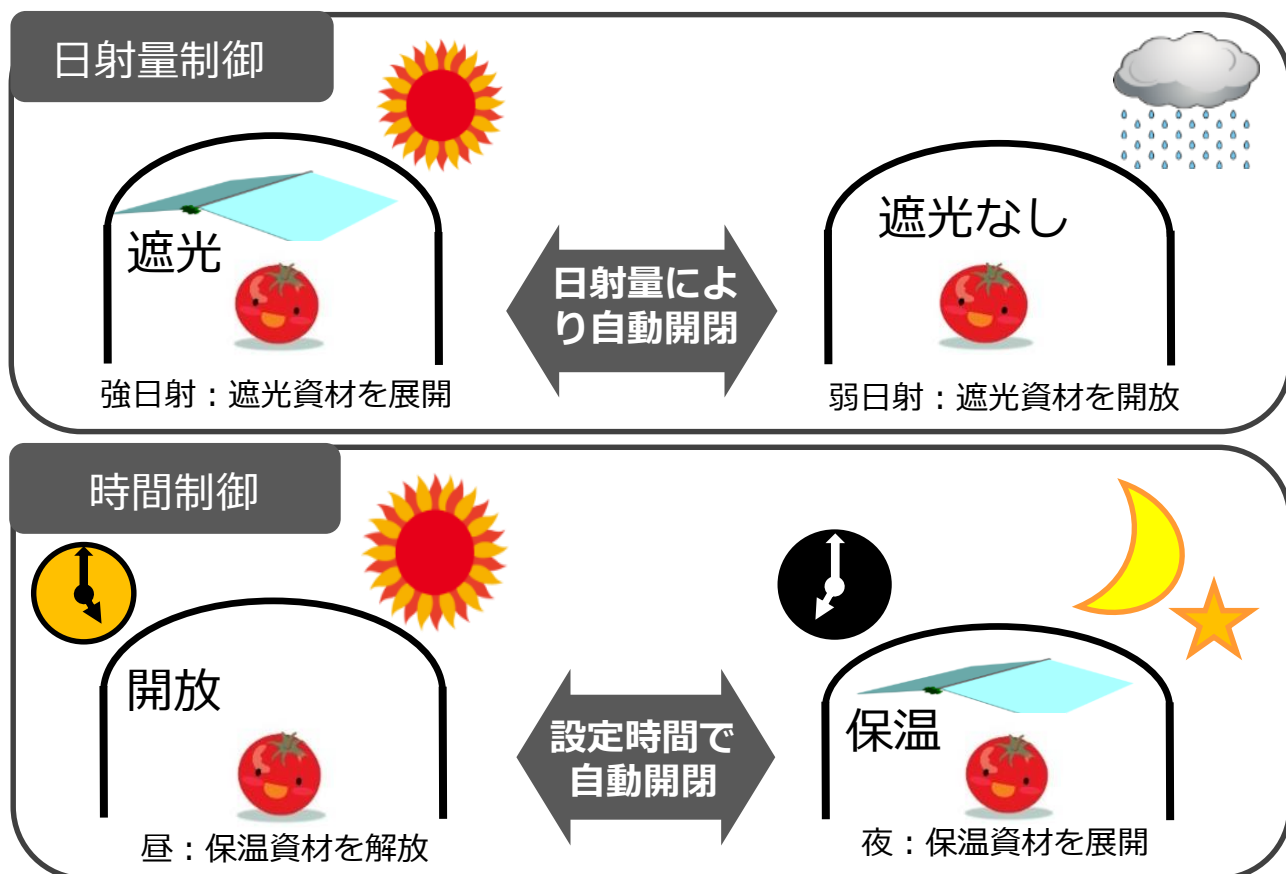 日射量制御
遮光
遮光なし
日射量によ
り自動開閉
強日射：遮光資材を展開
弱日射：遮光資材を開放
時間制御
開放
保温
設定時間で
自動開閉
昼：保温資材を解放
夜：保温資材を展開